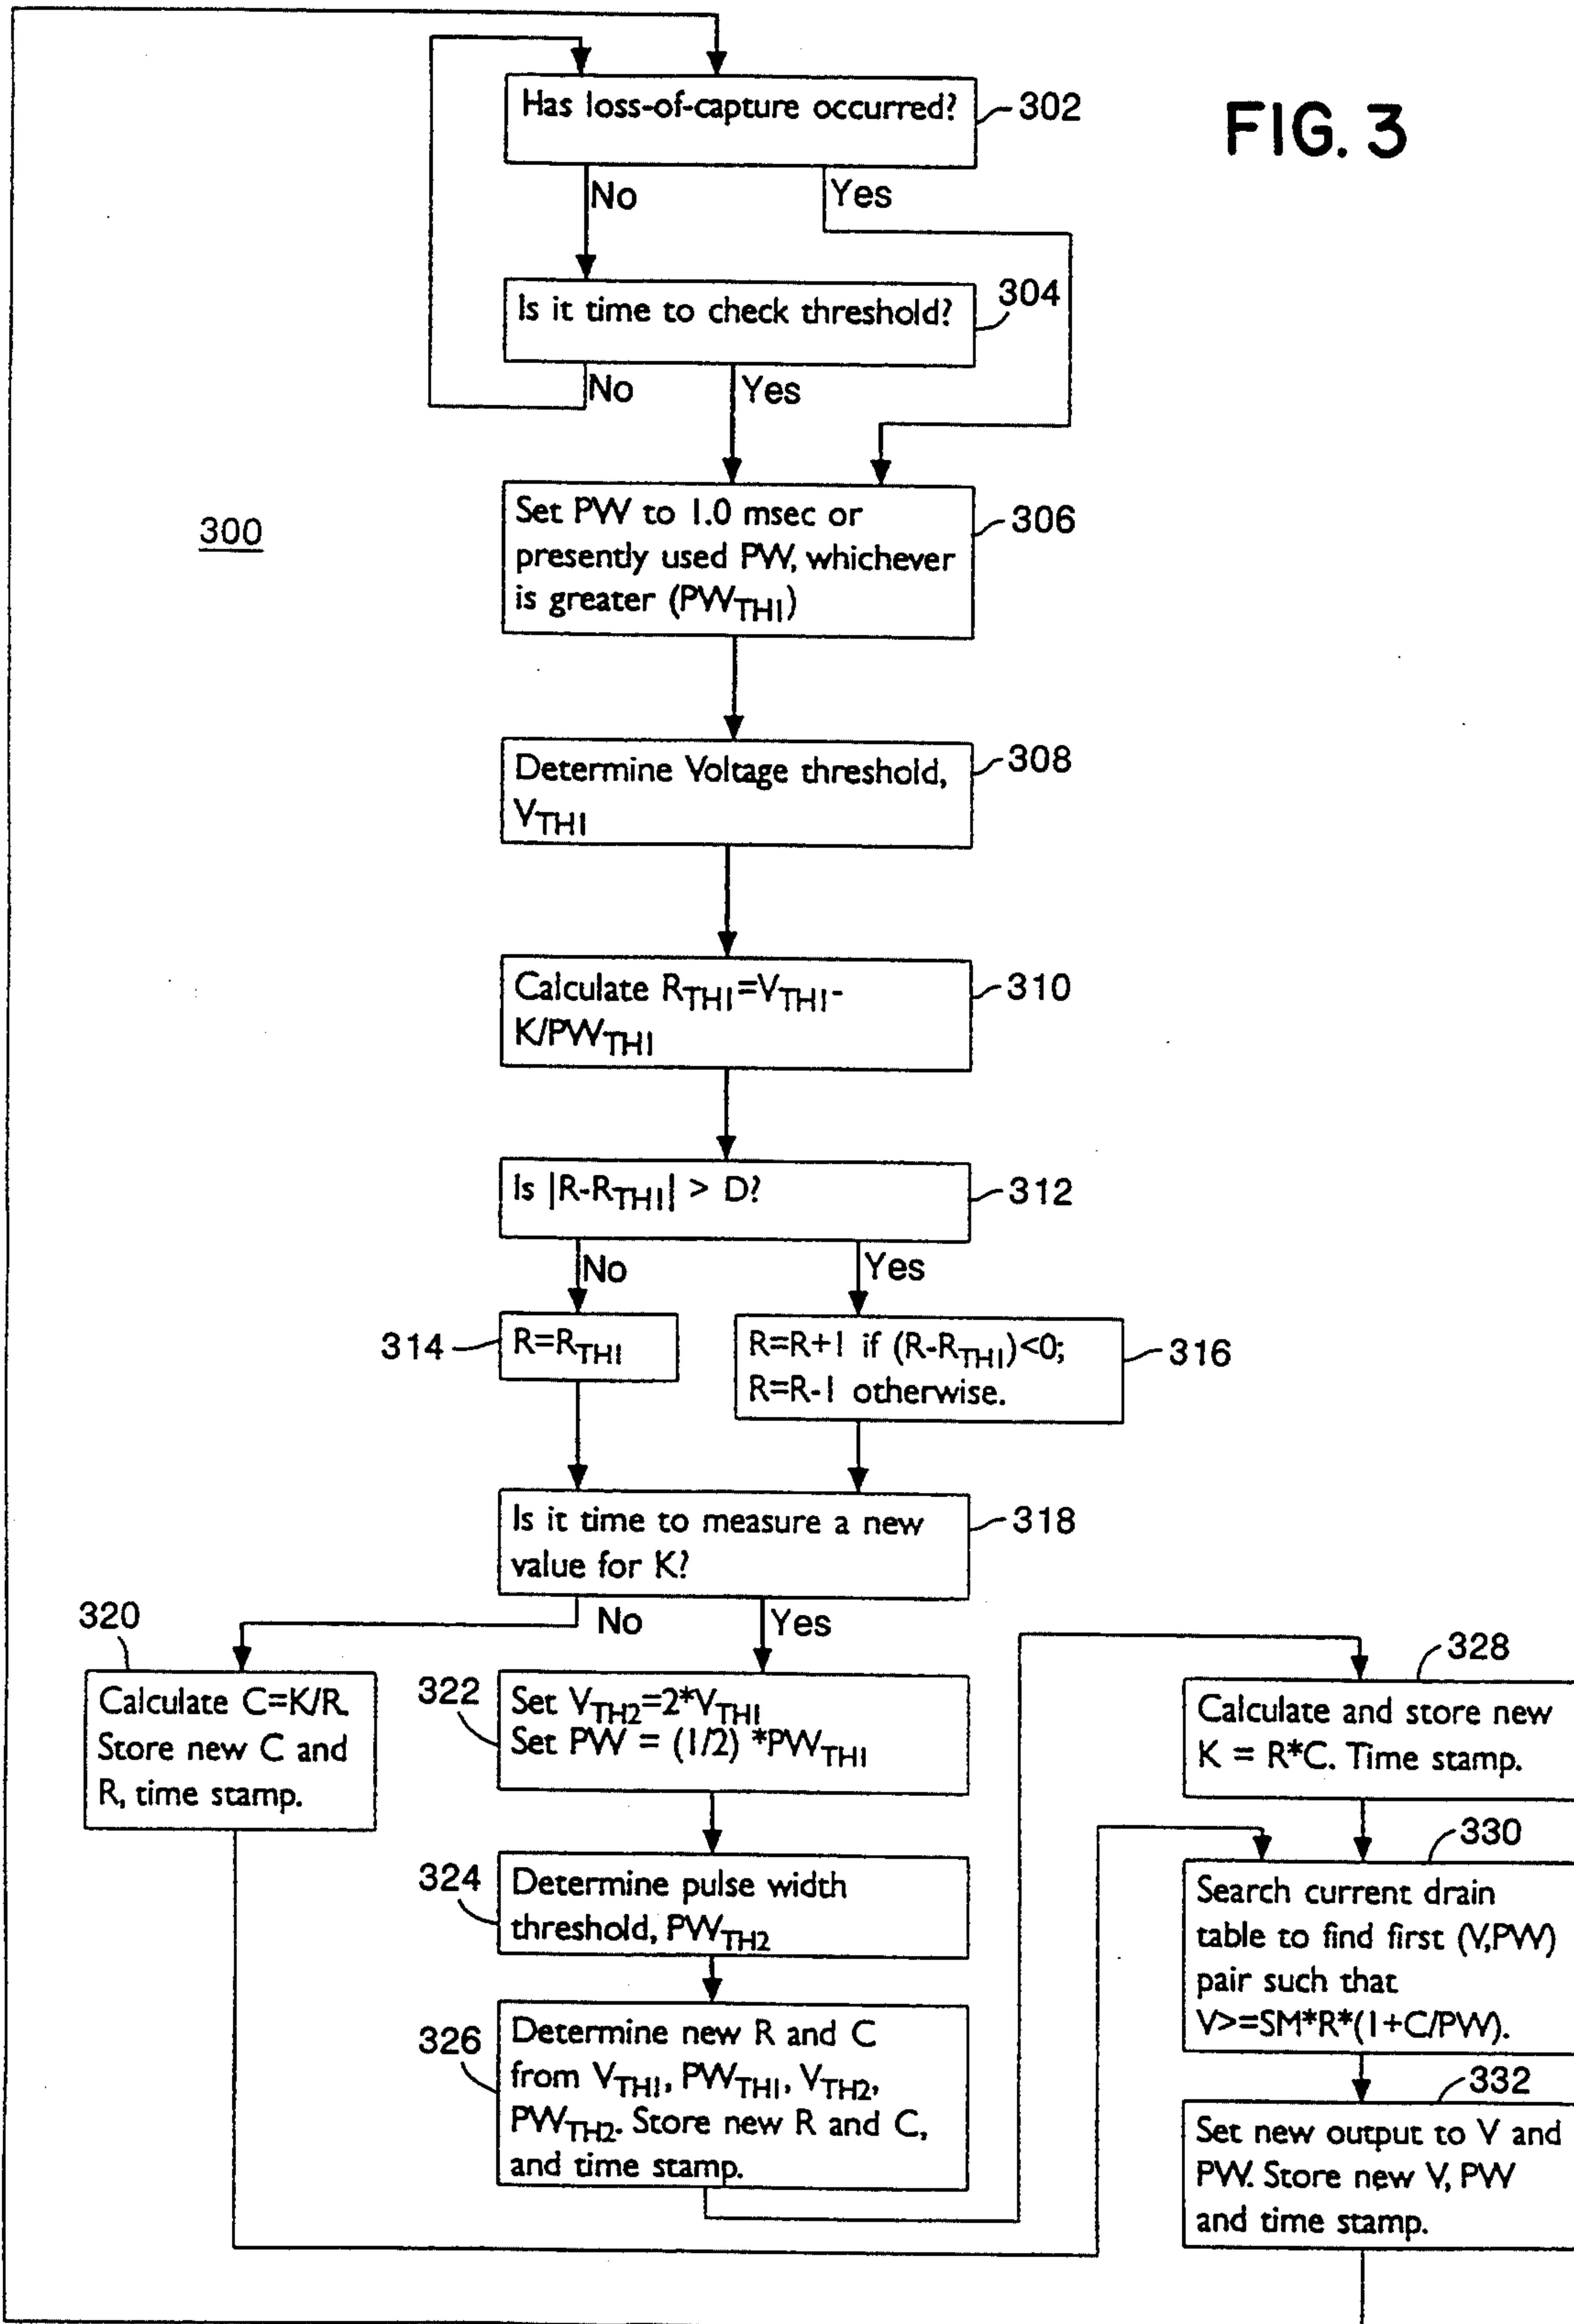 FIG. 3
Has loss-of-capture occurred?
302
No
Yes
Is it time to check threshold?
304
No
Yes
300
Set PW to 1.0 msec or
presently used PW, whichever
is greater (PWTH1)
306
Determine Voltage threshold,
VTH1
308
Calculate RTH1=VTH1-
K/PWTH1
310
Is |R-RTH1| > D?
312
No
Yes
314
R=RTH1
R=R+1 if (R-RTH1)<0;
R=R-1 otherwise.
316
Is it time to measure a new
value for K?
318
No
Yes
320
Calculate C=K/R.
Store new C and
R, time stamp.
322
Set VTH2=2*VTH1
Set PW = (1/2) *PWTH1
324
Determine pulse width
threshold, PWTH2
326
Determine new R and C
from VTH1, PWTH1, VTH2,
PWTH2. Store new R and C,
and time stamp.
328
Calculate and store new
K = R*C. Time stamp.
330
Search current drain
table to find first (V,PW)
pair such that
V>=SM*R*(1+C/PW).
332
Set new output to V and
PW. Store new V, PW
and time stamp.